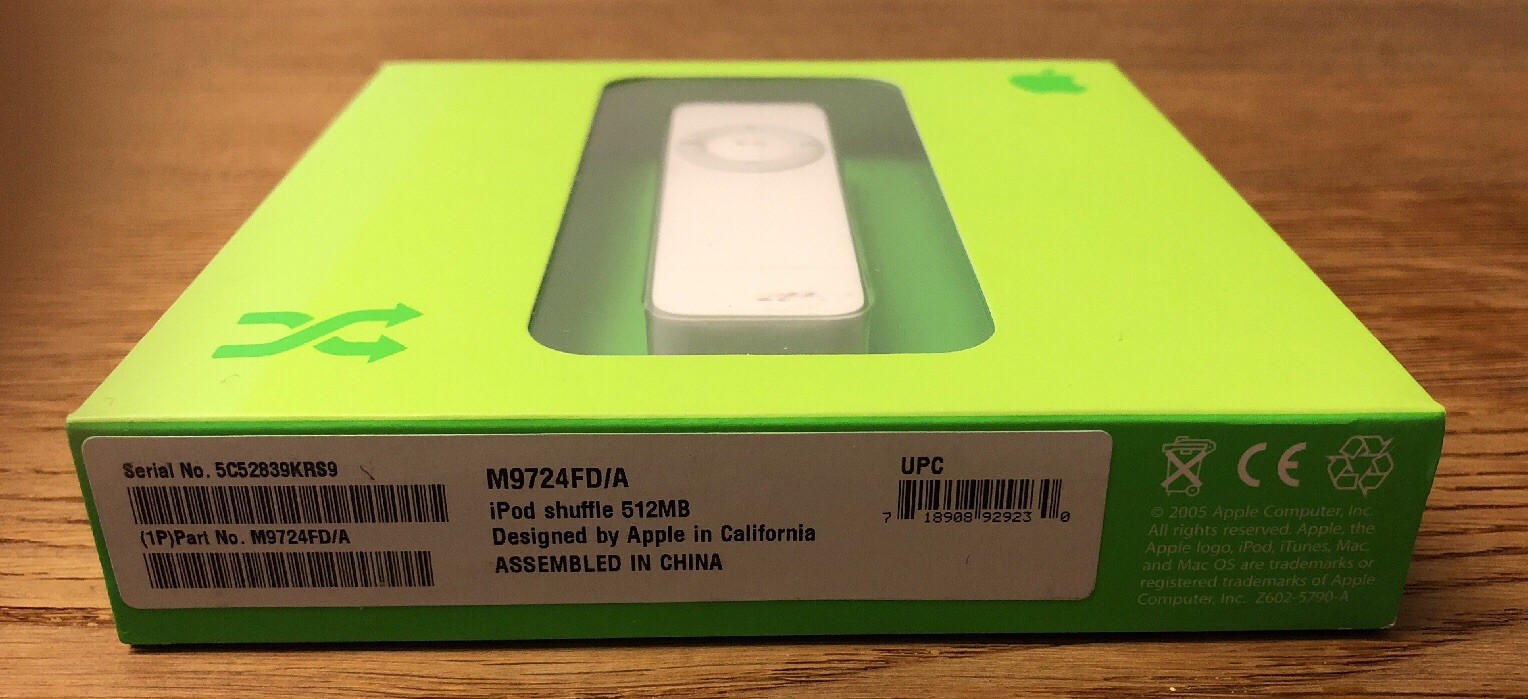 Serial No. 5C52839KRS9
(1P)Part No. M9724FD/A
M9724FD/A
iPod shuffle 512MB
Designed by Apple in California
ASSEMBLED IN CHINA
UPC
7 18908 92923 0
CE
© 2005 Apple Computer, Inc.
All rights reserved. Apple, the
Apple logo, iPod, iTunes, Mac
and Mac OS are trademarks or
registered trademarks of Apple
Computer, Inc. Z602-5790-A